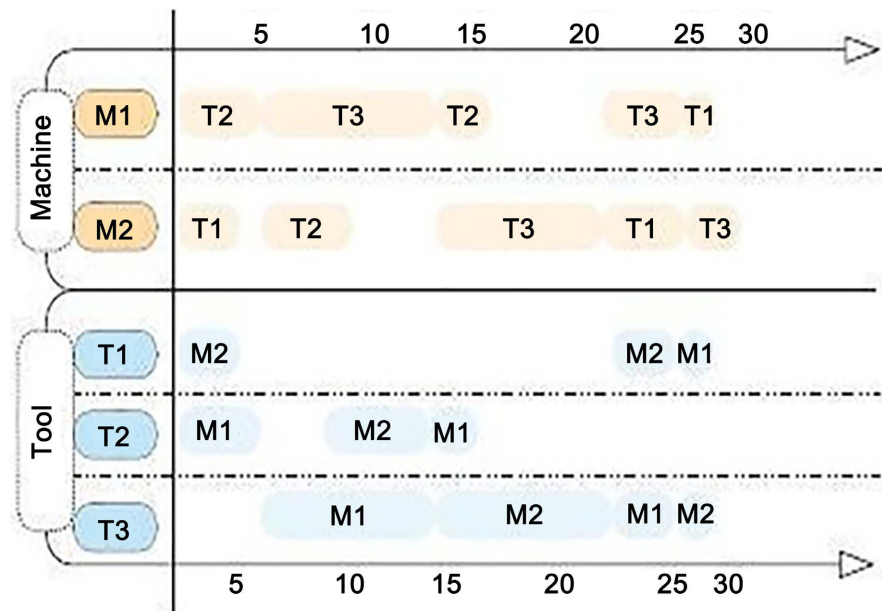 5 10 15 20 25 30
Machine
M1 T2 T3 T2 T3 T1
M2 T1 T2 T3 T1 T3
Tool
T1 M2 M2 M1
T2 M1 M2 M1
T3 M1 M2 M1 M2
5 10 15 20 25 30